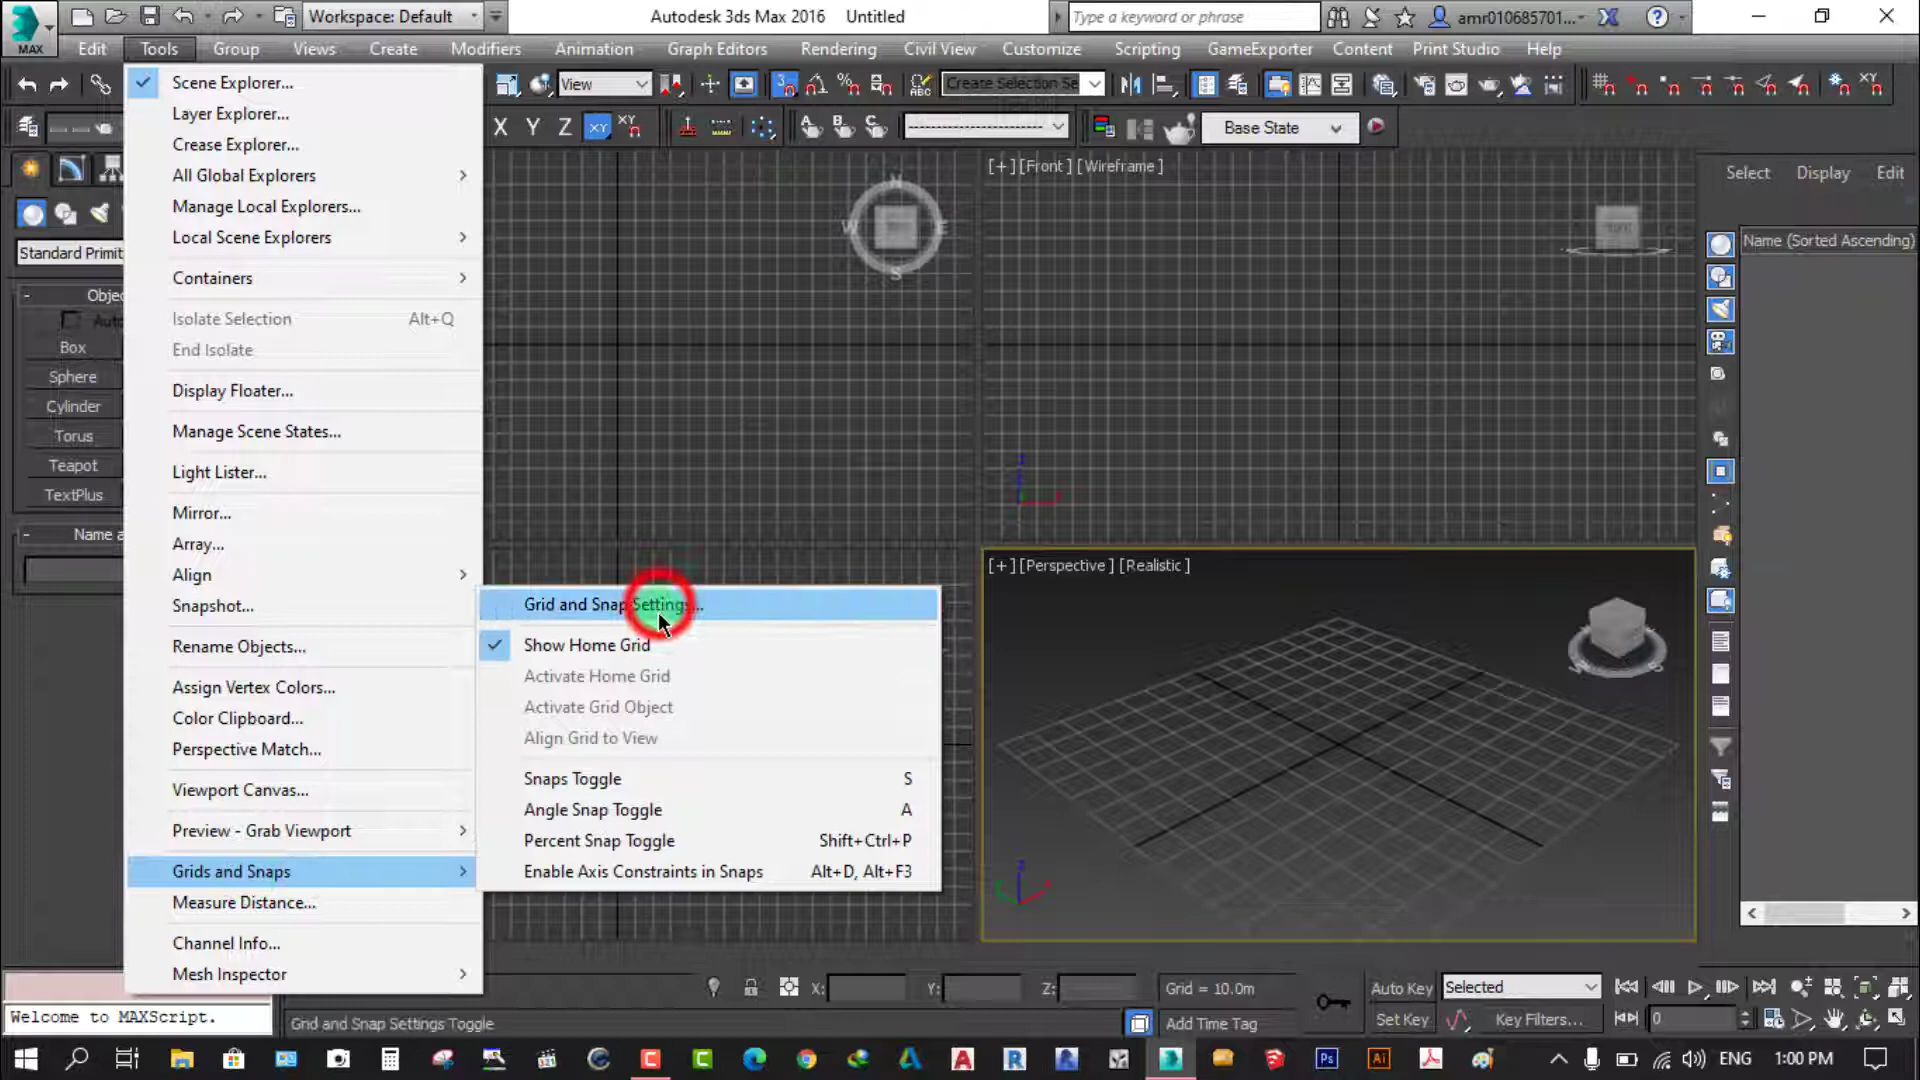 MAX
Workspace: Default
Autodesk 3ds Max 2016 Untitled
Type a keyword or phrase
amr010685701...
Edit Tools Group Views Create Modifiers Animation Graph Editors Rendering Civil View Customize Scripting GameExporter Content Print Studio Help
View
Create Selection Se
X Y Z XY XY
Base State
Scene Explorer...
Layer Explorer...
Crease Explorer...
All Global Explorers
Manage Local Explorers...
Local Scene Explorers
Containers
Isolate Selection Alt+Q
End Isolate
Display Floater...
Manage Scene States...
Light Lister...
Mirror...
Array...
Align
Snapshot...
Rename Objects...
Assign Vertex Colors...
Color Clipboard...
Perspective Match...
Viewport Canvas...
Preview - Grab Viewport
Grids and Snaps
Measure Distance...
Channel Info...
Mesh Inspector
Grid and Snap Settings...
Show Home Grid
Activate Home Grid
Activate Grid Object
Align Grid to View
Snaps Toggle S
Angle Snap Toggle A
Percent Snap Toggle Shift+Ctrl+P
Enable Axis Constraints in Snaps Alt+D, Alt+F3
Standard Primit
- Objec
Box
Sphere
Cylinder
Torus
Teapot
TextPlus
- Name a
N
W E
S
[+] [Front] [Wireframe]
[+] [Perspective] [Realistic]
Select Display Edit
Name (Sorted Ascending)
X: Y: Z: Grid = 10.0m
Auto Key Selected
Welcome to MAXScript.
Grid and Snap Settings Toggle
Add Time Tag
Set Key Key Filters... 0
ENG 1:00 PM